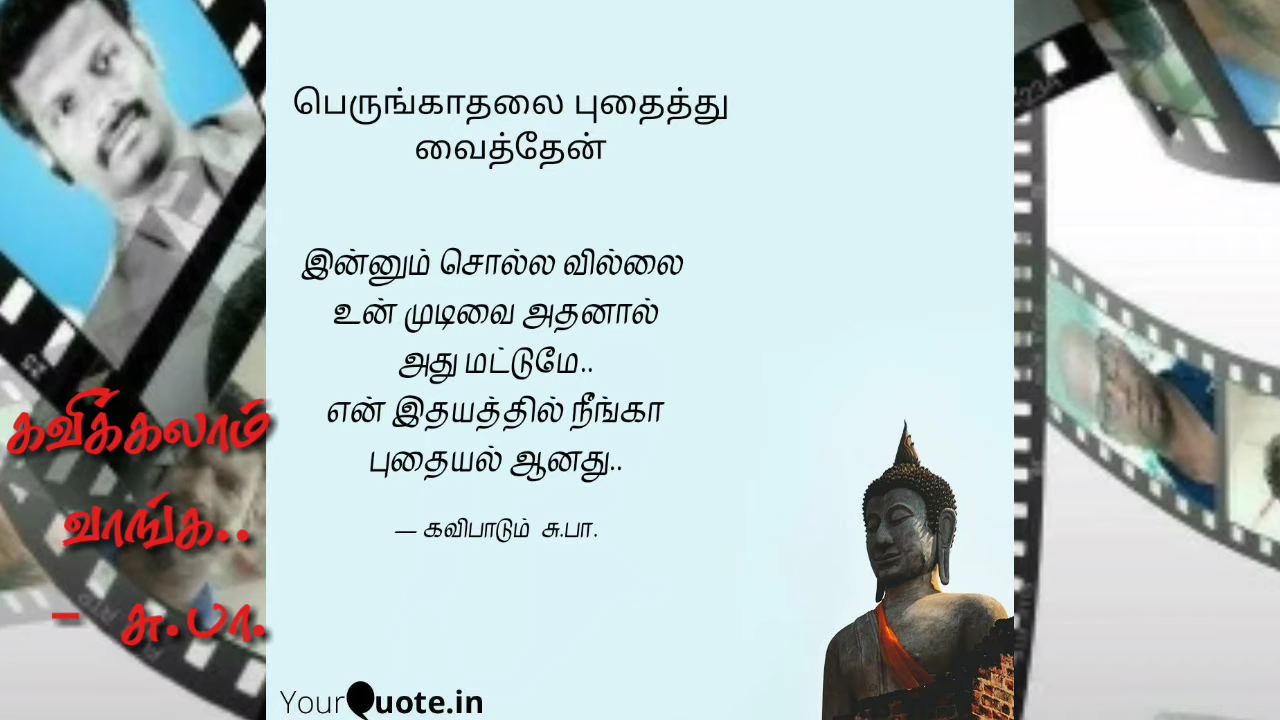 பெருங்காதலை புதைத்து
வைத்தேன்
இன்னும் சொல்ல வில்லை
உன் முடிவை அதனால்
அது மட்டுமே..
என் இதயத்தில் நீங்கா
புதையல் ஆனது..
— கவிபாடும் சு.பா.
கவிக்கலாம்
வாங்க..
- சு.பா.
YourQuote.in